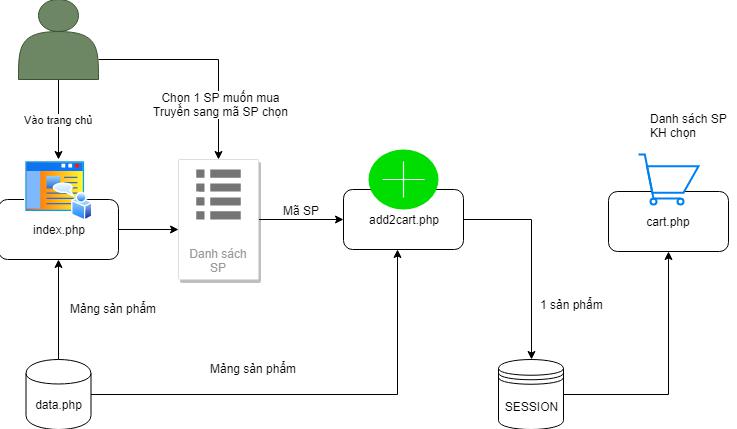 Chọn 1 SP muốn mua
Truyền sang mã SP chọn
Vào trang chủ
Danh sách SP
KH chọn
index.php
Danh sách
SP
Mã SP
add2cart.php
cart.php
Mảng sản phẩm
1 sản phẩm
Mảng sản phẩm
data.php
SESSION